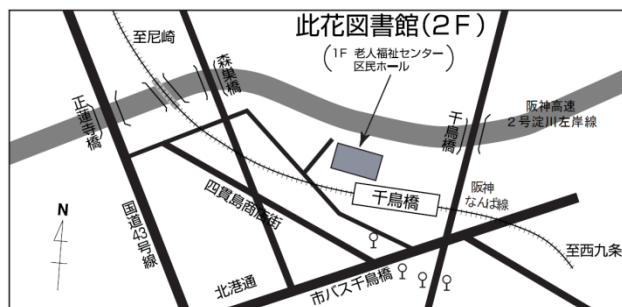 此花図書館(2F)
(1F 老人福祉センター
区民ホール)
至尼崎
森巣橋
正蓮寺橋
千鳥橋
阪神高速
2号淀川左岸線
千鳥橋
阪神
なんば線
四貫島商店街
国道43号線
N
至西九条
北港通
市バス千鳥橋